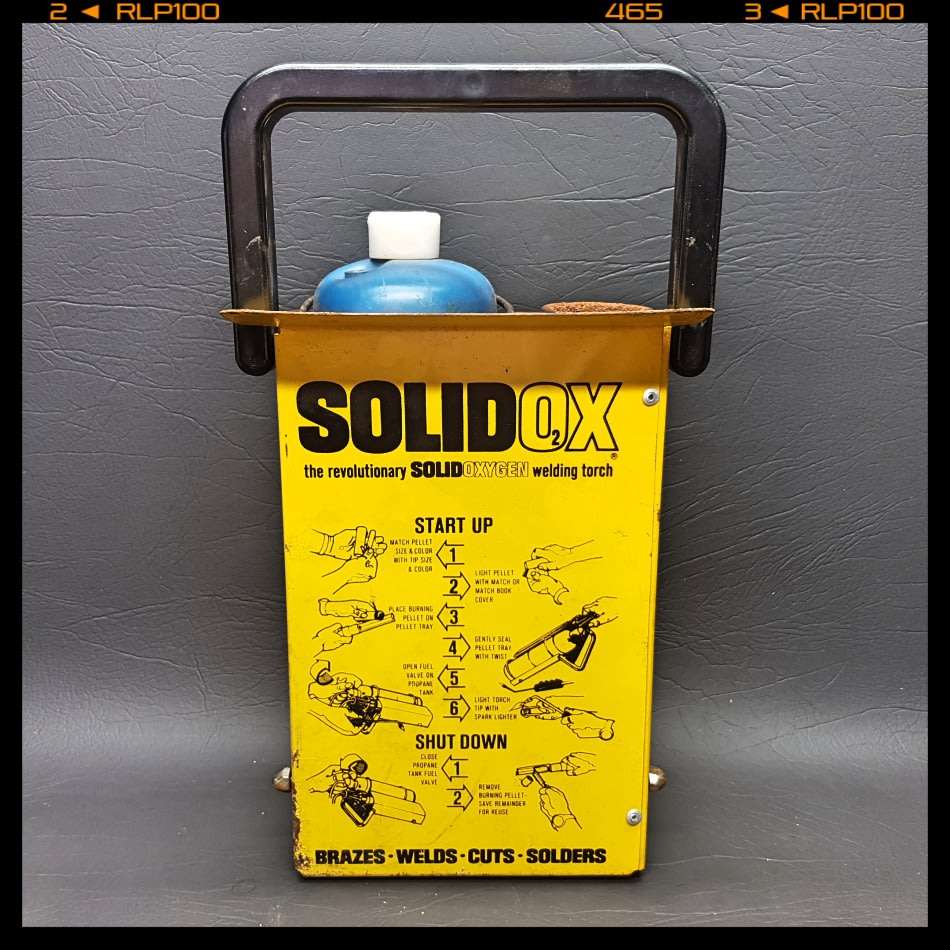 2 ◄ RLP100 465 3 ◄ RLP100
SOLIDO2X®
the revolutionary SOLIDOXYGEN welding torch
START UP
1
MATCH PELLET
SIZE & COLOR
WITH TIP SIZE
& COLOR
2
LIGHT PELLET
WITH MATCH OR
MATCH BOOK
COVER
3
PLACE BURNING
PELLET ON
PELLET TRAY
4
GENTLY SEAL
PELLET TRAY
WITH TWIST
5
OPEN FUEL
VALVE ON
PROPANE
TANK
6
LIGHT TORCH
TIP WITH
SPARK LIGHTER
SHUT DOWN
1
CLOSE
PROPANE
TANK FUEL
VALVE
2
REMOVE
BURNING PELLET-
SAVE REMAINDER
FOR REUSE
BRAZES · WELDS · CUTS · SOLDERS